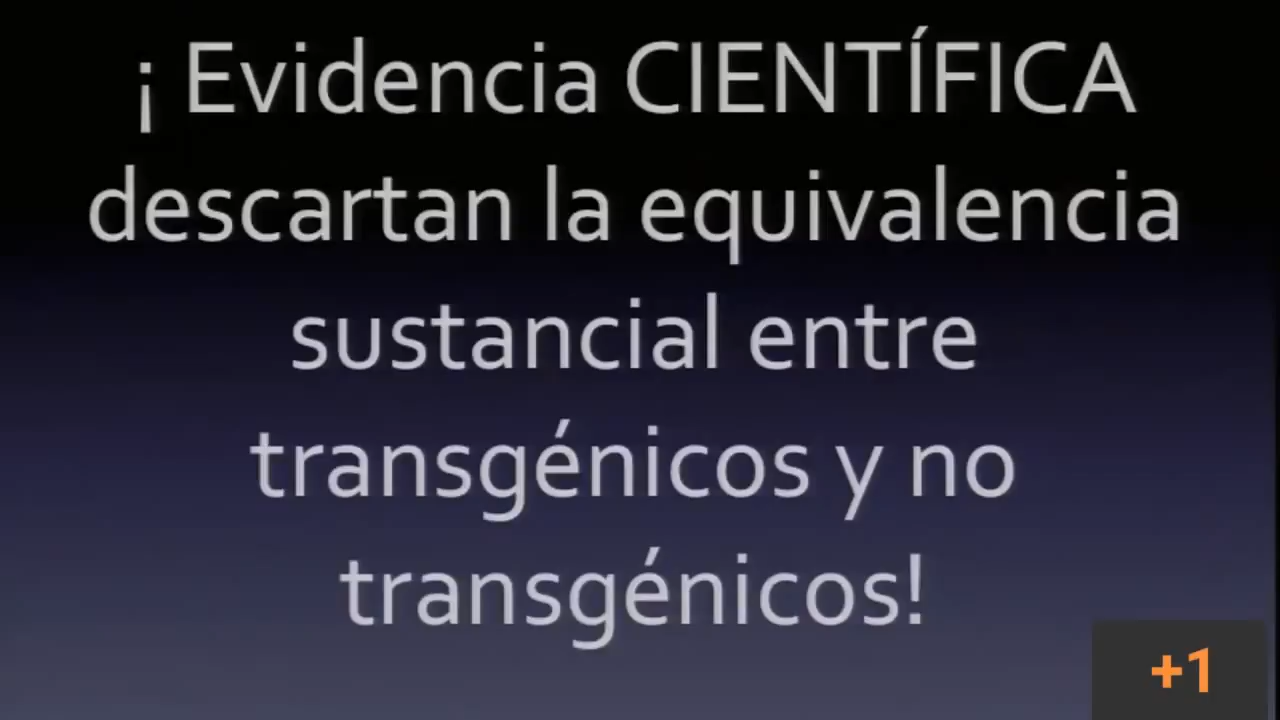 ¡ Evidencia CIENTÍFICA
descartan la equivalencia
sustancial entre
transgénicos y no
transgénicos!
+1